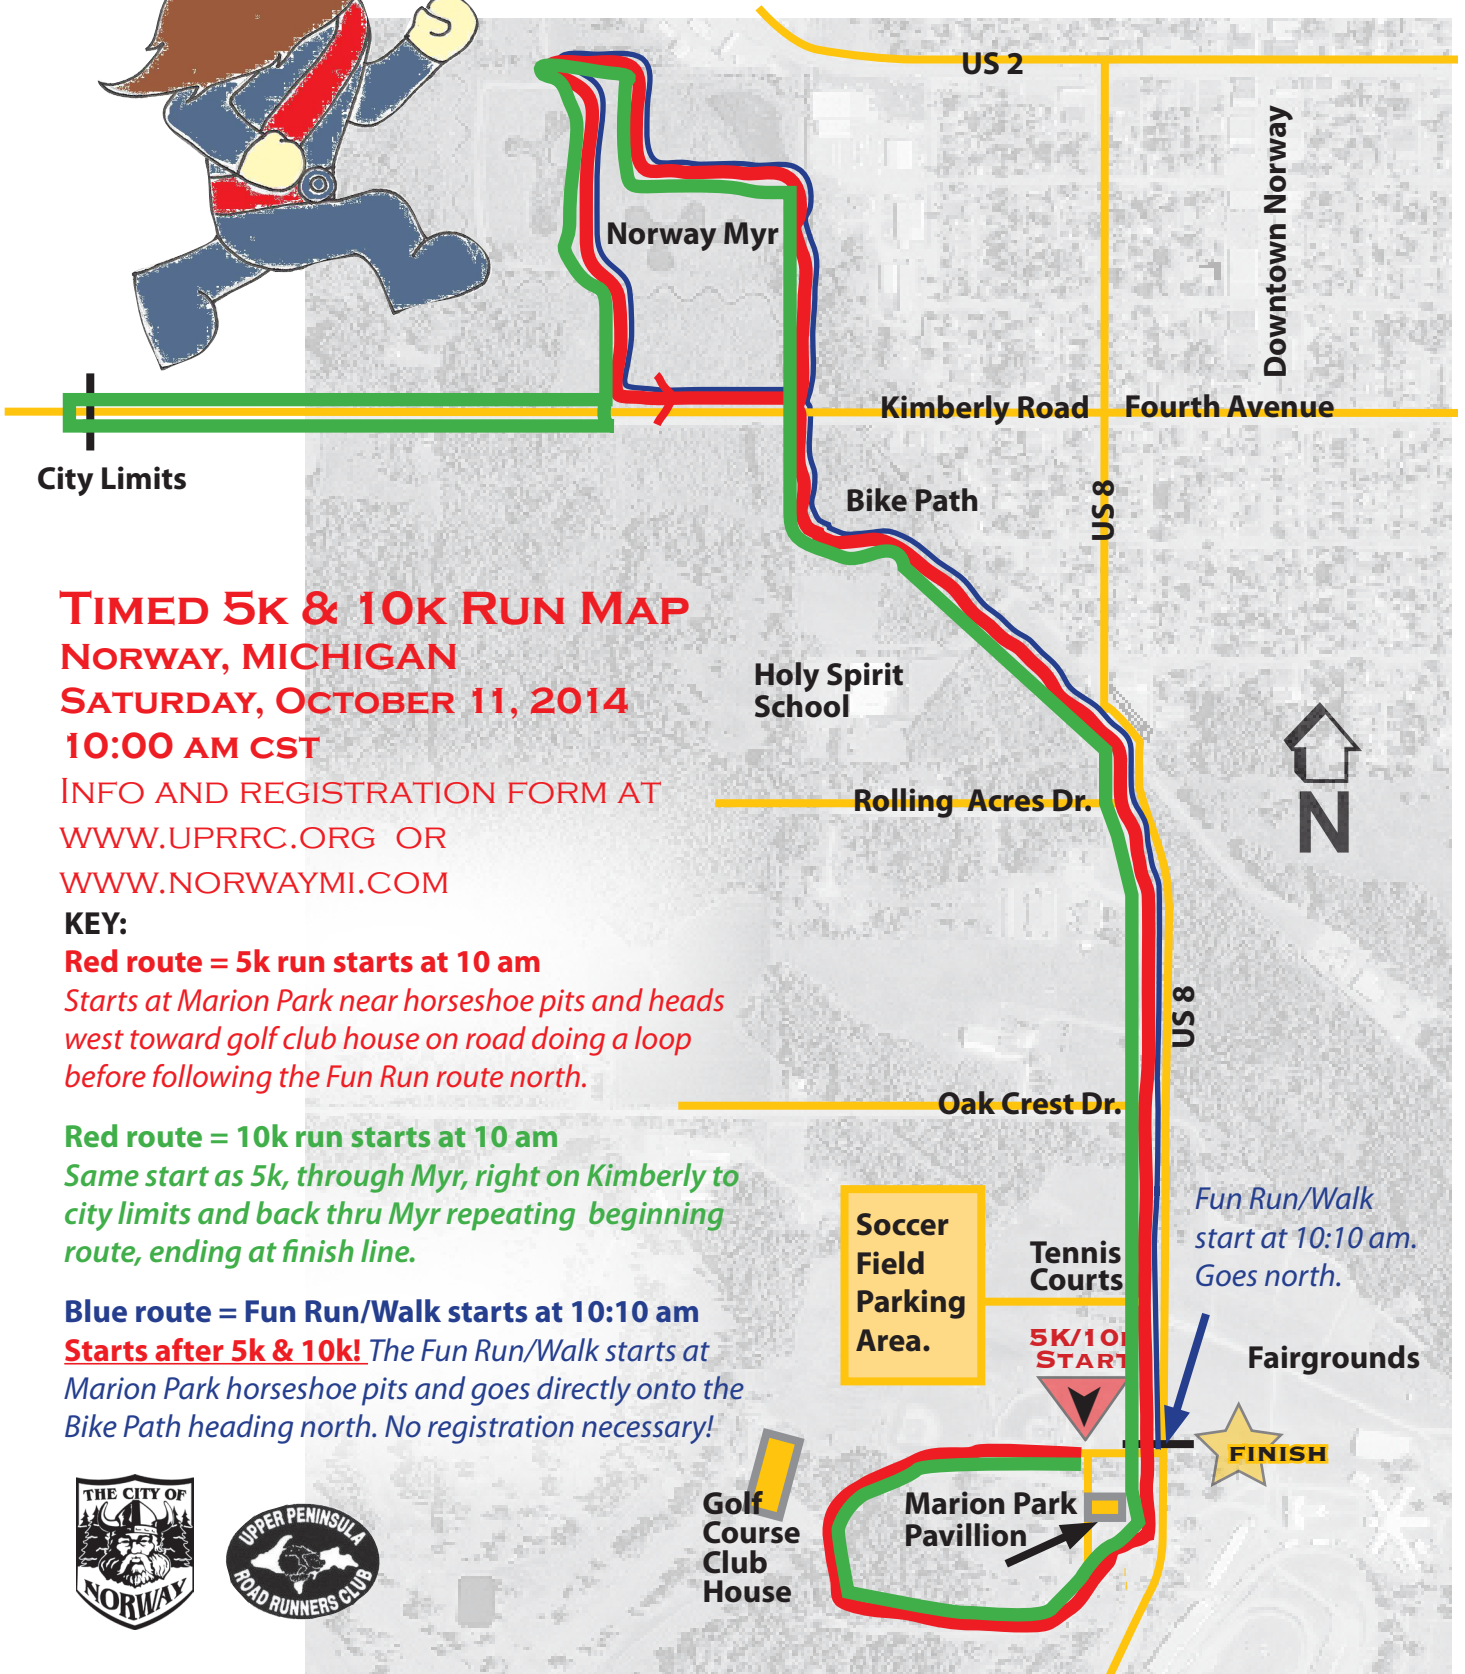 US 2
Downtown Norway
Norway Myr
Kimberly Road
Fourth Avenue
City Limits
Bike Path
US 8
TIMED 5K & 10K RUN MAP
NORWAY, MICHIGAN
SATURDAY, OCTOBER 11, 2014
10:00 AM CST
INFO AND REGISTRATION FORM AT
WWW.UPRRC.ORG OR
WWW.NORWAYMI.COM
Holy Spirit
School
N
Rolling Acres Dr.
KEY:
Red route = 5k run starts at 10 am
Starts at Marion Park near horseshoe pits and heads
west toward golf club house on road doing a loop
before following the Fun Run route north.
US 8
Oak Crest Dr.
Red route = 10k run starts at 10 am
Same start as 5k, through Myr, right on Kimberly to
city limits and back thru Myr repeating beginning
route, ending at finish line.
Soccer
Field
Parking
Area.
Tennis
Courts
Fun Run/Walk
start at 10:10 am.
Goes north.
Blue route = Fun Run/Walk starts at 10:10 am
Starts after 5k & 10k! The Fun Run/Walk starts at
Marion Park horseshoe pits and goes directly onto the
Bike Path heading north. No registration necessary!
5K/10K
START
Fairgrounds
FINISH
Golf
Course
Club
House
Marion Park
Pavillion
THE CITY OF
NORWAY
UPPER PENINSULA
ROAD RUNNERS CLUB